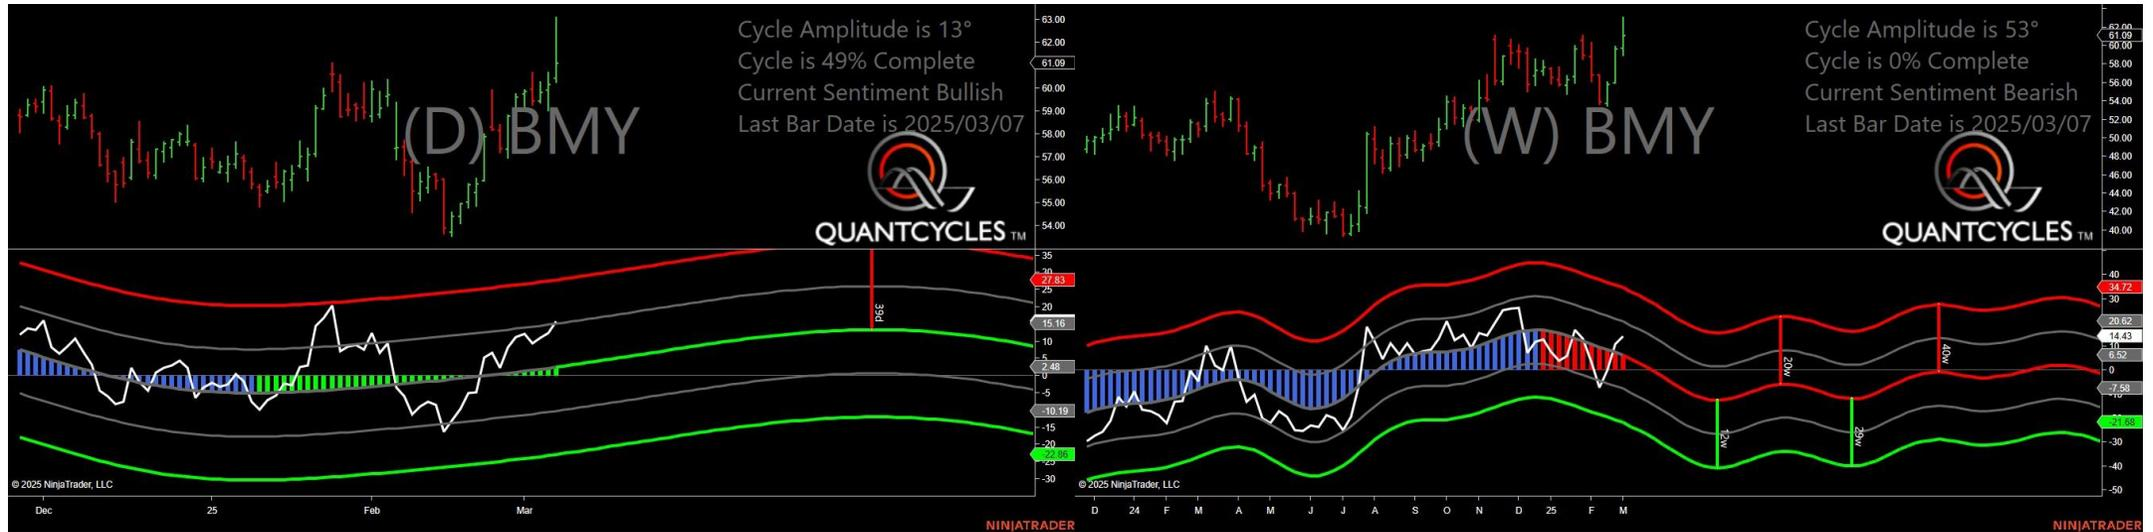 Cycle Amplitude is 13°
Cycle is 49% Complete
Current Sentiment Bullish
Last Bar Date is 2025/03/07
(D) BMY
QUANTCYCLES TM
63.00
62.00
61.09
60.00
59.00
58.00
57.00
56.00
55.00
54.00
35
30
27.83
25
20
15.16
10
5
2.48
0
-5
-10.19
-15
-20
-22.86
-30
39d
© 2025 NinjaTrader, LLC
Dec 25 Feb Mar
NINJATRADER
Cycle Amplitude is 53°
Cycle is 0% Complete
Current Sentiment Bearish
Last Bar Date is 2025/03/07
(W) BMY
QUANTCYCLES TM
62.00
61.09
60.00
58.00
56.00
54.00
52.00
50.00
48.00
46.00
44.00
42.00
40.00
40
34.72
30
20.62
14.43
10
6.52
0
-7.58
-10
-21.68
-30
-40
-50
12w
20w
29w
40w
© 2025 NinjaTrader, LLC
D 24 F M A M J J A S O N D 25 F M
NINJATRADER